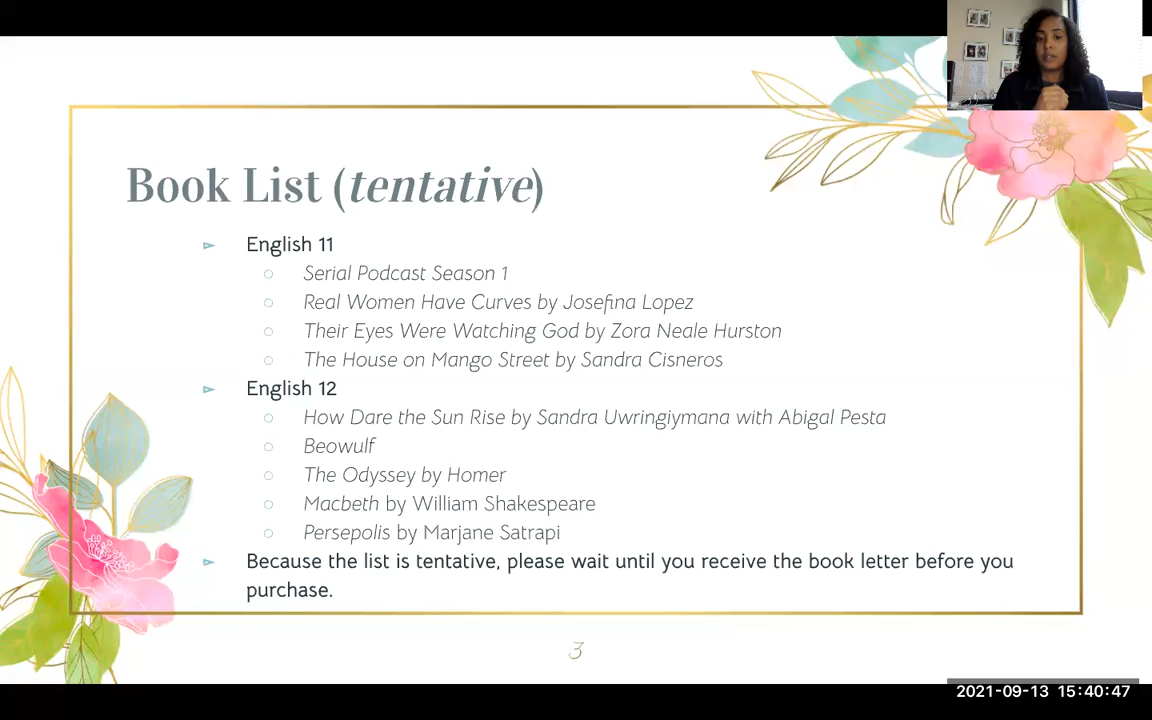 Book List (tentative)
▻ English 11
○ Serial Podcast Season 1
○ Real Women Have Curves by Josefina Lopez
○ Their Eyes Were Watching God by Zora Neale Hurston
○ The House on Mango Street by Sandra Cisneros
▻ English 12
○ How Dare the Sun Rise by Sandra Uwringiymana with Abigal Pesta
○ Beowulf
○ The Odyssey by Homer
○ Macbeth by William Shakespeare
○ Persepolis by Marjane Satrapi
▻ Because the list is tentative, please wait until you receive the book letter before you
purchase.
3
2021-09-13 15:40:47